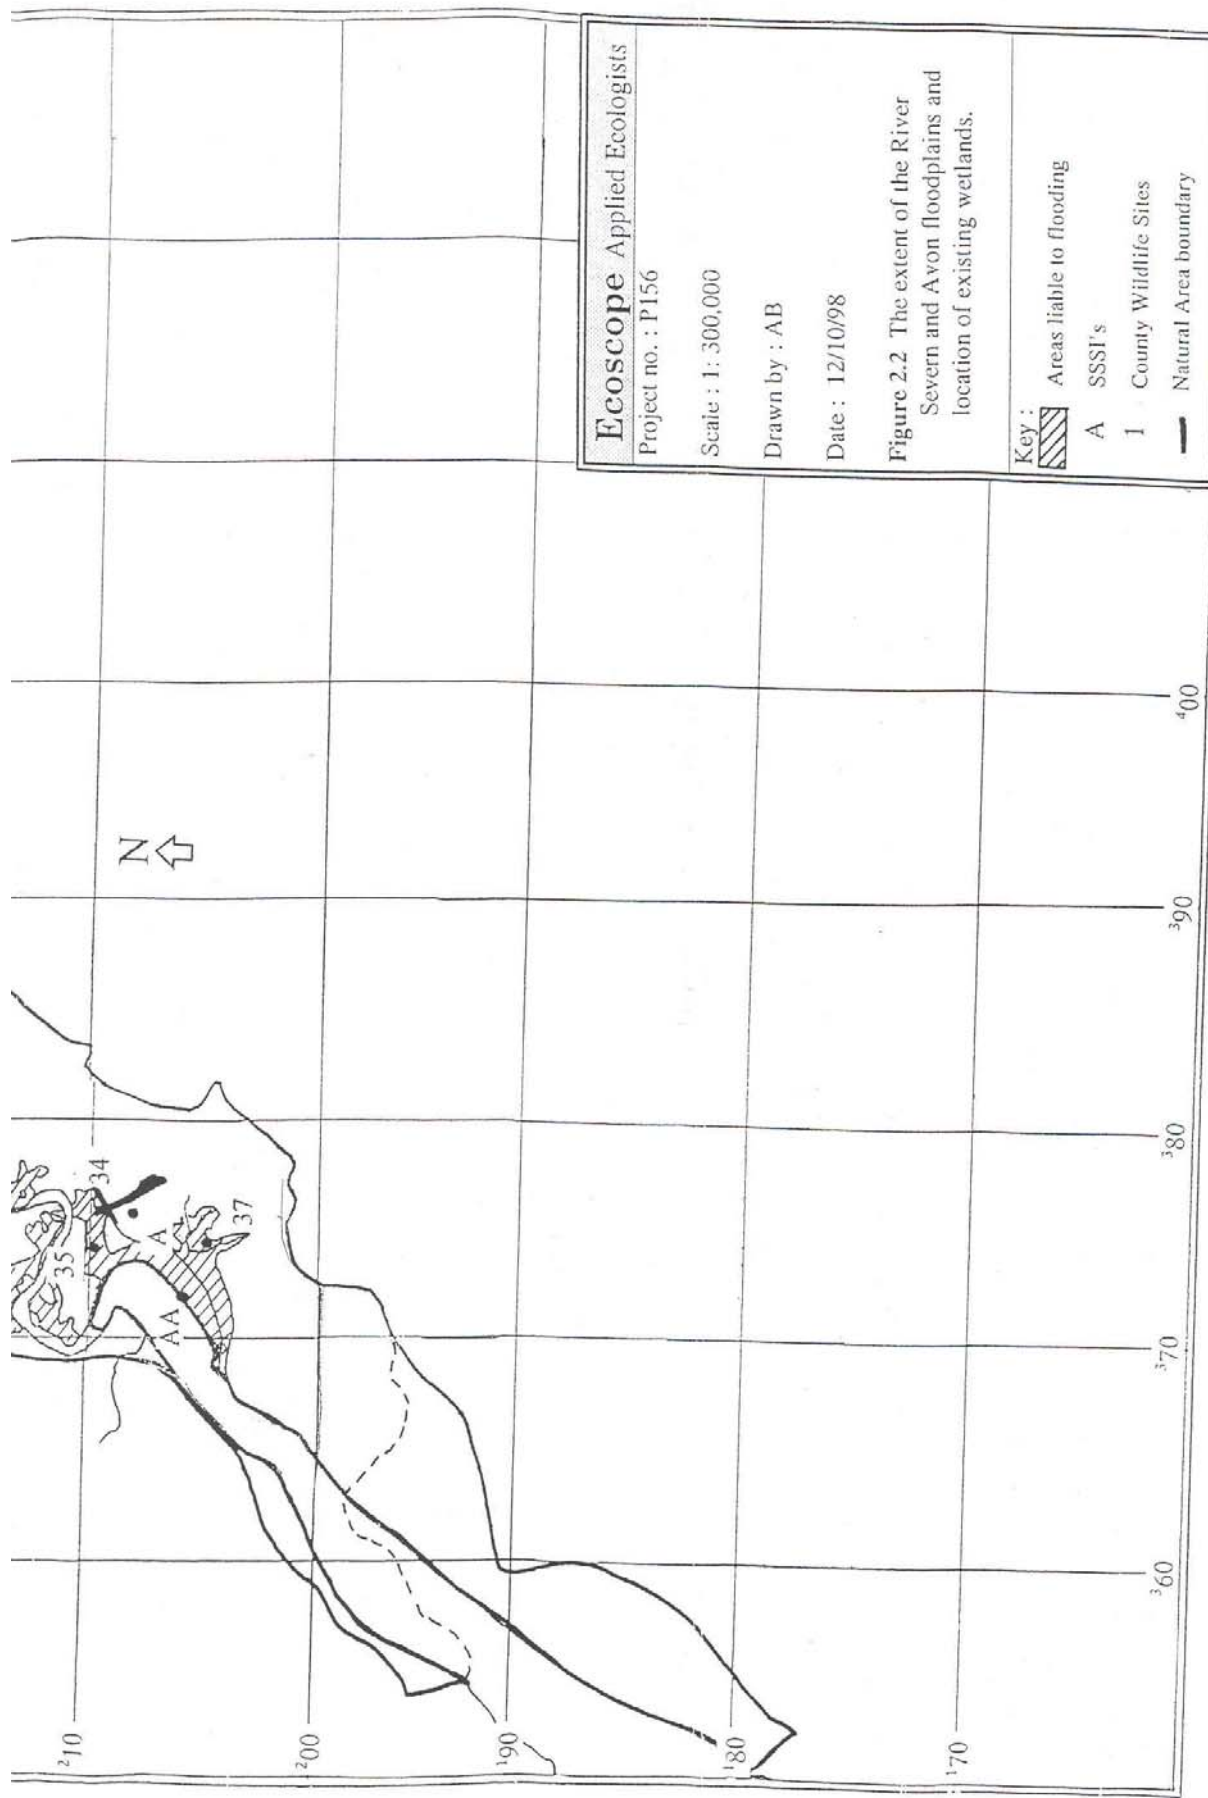 Ecoscope Applied Ecologists
Project no. : P156
Scale : 1: 300,000
Drawn by : AB
Date : 12/10/98
Figure 2.2 The extent of the River
Severn and Avon floodplains and
location of existing wetlands.
Key :
Areas liable to flooding
A SSSI's
1 County Wildlife Sites
Natural Area boundary
N
34
35
A
37
AA
210
200
190
180
170
360
370
380
390
400